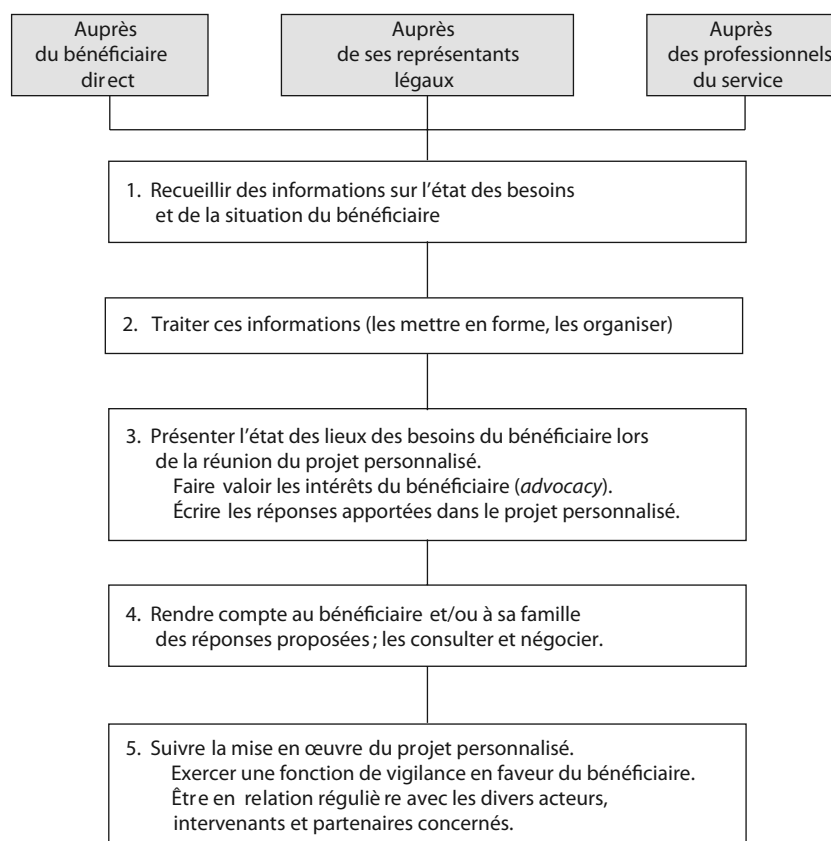 Auprès
du bénéficiaire
direct
Auprès
de ses représentants
légaux
Auprès
des professionnels
du service
1. Recueillir des informations sur l'état des besoins
et de la situation du bénéficiaire
2. Traiter ces informations (les mettre en forme, les organiser)
3. Présenter l'état des lieux des besoins du bénéficiaire lors
de la réunion du projet personnalisé.
Faire valoir les intérêts du bénéficiaire (advocacy).
Écrire les réponses apportées dans le projet personnalisé.
4. Rendre compte au bénéficiaire et/ou à sa famille
des réponses proposées ; les consulter et négocier.
5. Suivre la mise en œuvre du projet personnalisé.
Exercer une fonction de vigilance en faveur du bénéficiaire.
Être en relation régulière avec les divers acteurs,
intervenants et partenaires concernés.